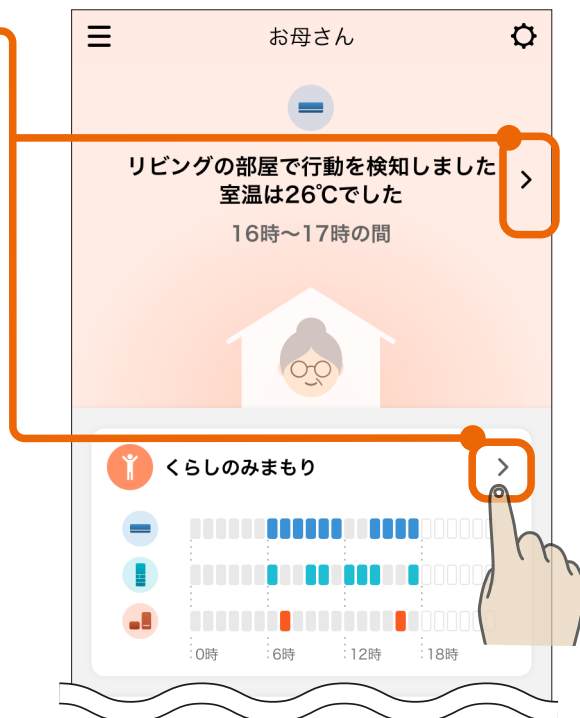 お母さん
リビングの部屋で行動を検知しました
室温は26℃でした
16時〜17時の間
くらしのみまもり
0時 6時 12時 18時